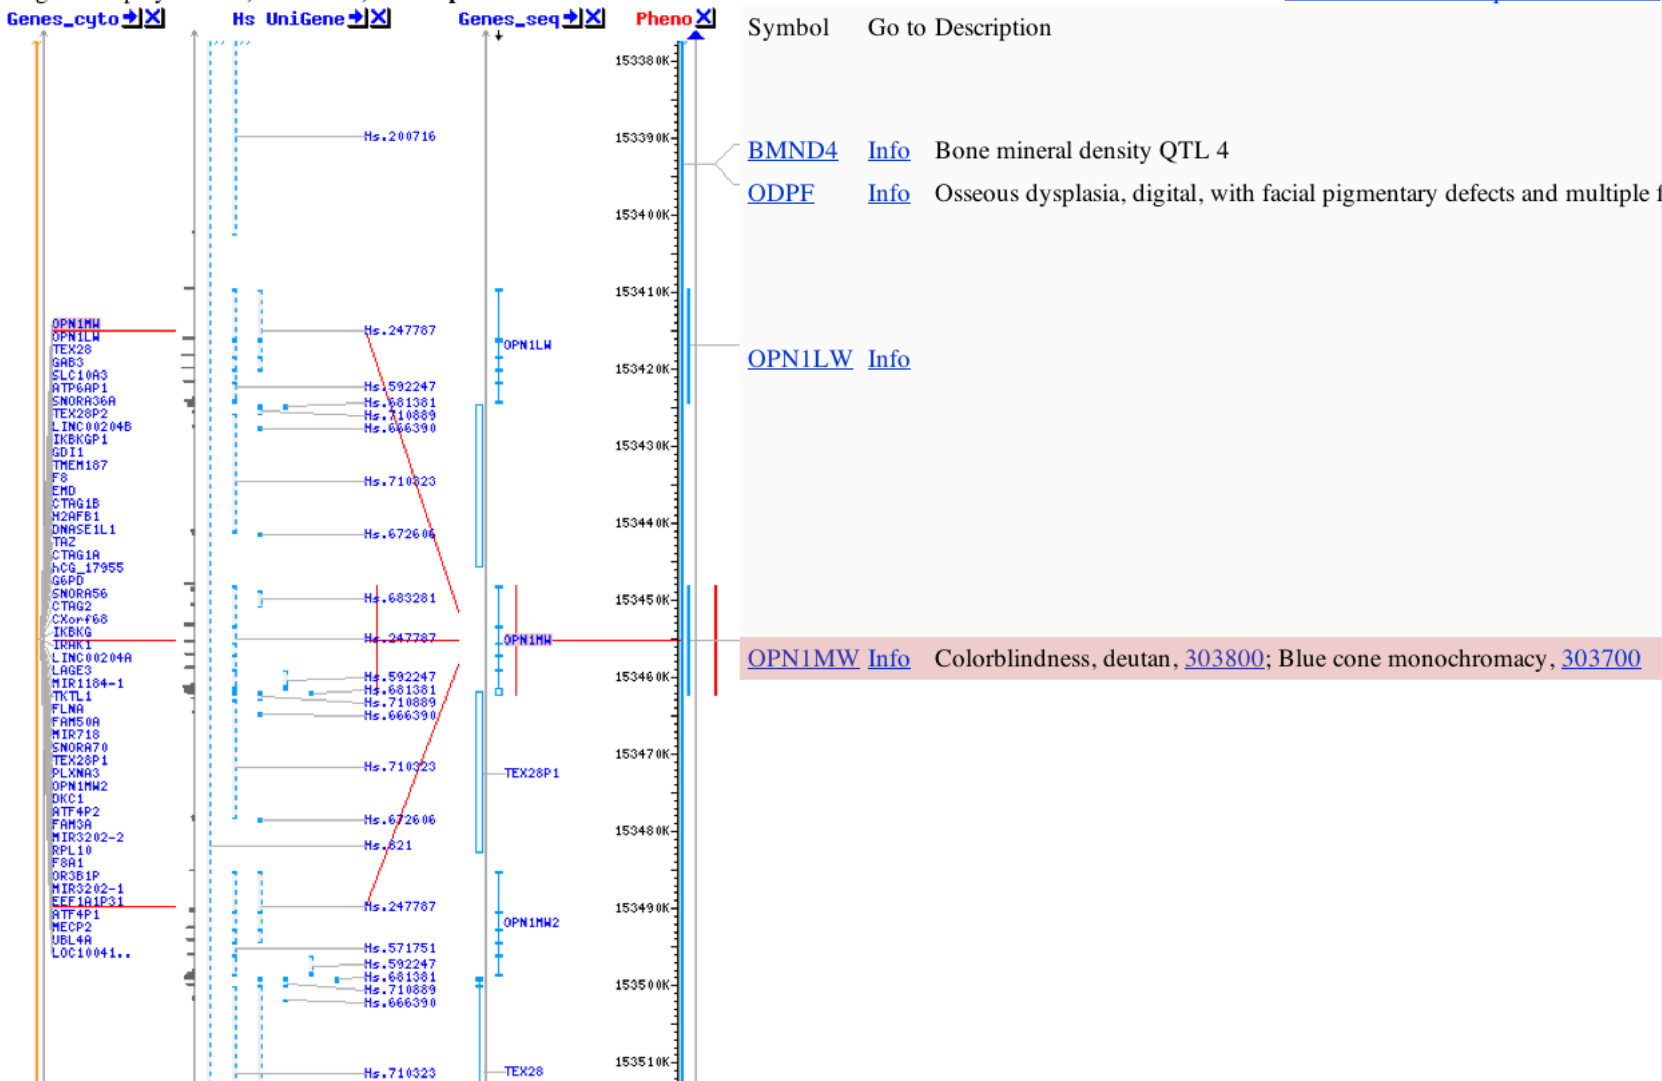 Genes_cyto Hs UniGene Genes_seq Pheno
Symbol Go to Description
BMND4 Info Bone mineral density QTL 4
ODPF Info Osseous dysplasia, digital, with facial pigmentary defects and multiple f
OPN1LW Info
OPN1MW Info Colorblindness, deutan, 303800; Blue cone monochromacy, 303700
OPN1MW
OPN1LW
TEX28
GAB3
SLC10A3
ATP6AP1
SNORA36A
TEX28P2
LINC00204B
IKBKGP1
GDI1
TMEM187
F8
EMD
CTAG1B
H2AFB1
DNASE1L1
TAZ
CTAG1A
hCG_17955
G6PD
SNORA56
CTAG2
CXorf68
IKBKG
IRAK1
LINC00204A
LAGE3
MIR1184-1
TKTL1
FLNA
FAM50A
MIR718
SNORA70
TEX28P1
PLXNA3
OPN1MW2
DKC1
ATF4P2
FAM3A
MIR3202-2
RPL10
F8A1
OR3B1P
MIR3202-1
EEF1A1P31
ATF4P1
MECP2
UBL4A
LOC10041..
Hs.200716
Hs.247787
Hs.592247
Hs.681381
Hs.710889
Hs.666390
Hs.710323
Hs.672606
Hs.683281
Hs.247787
Hs.592247
Hs.681381
Hs.710889
Hs.666390
Hs.710323
Hs.672606
Hs.821
Hs.247787
Hs.571751
Hs.592247
Hs.681381
Hs.710889
Hs.666390
Hs.710323
OPN1LW
OPN1MW
TEX28P1
OPN1MW2
TEX28
153380K
153390K
153400K
153410K
153420K
153430K
153440K
153450K
153460K
153470K
153480K
153490K
153500K
153510K